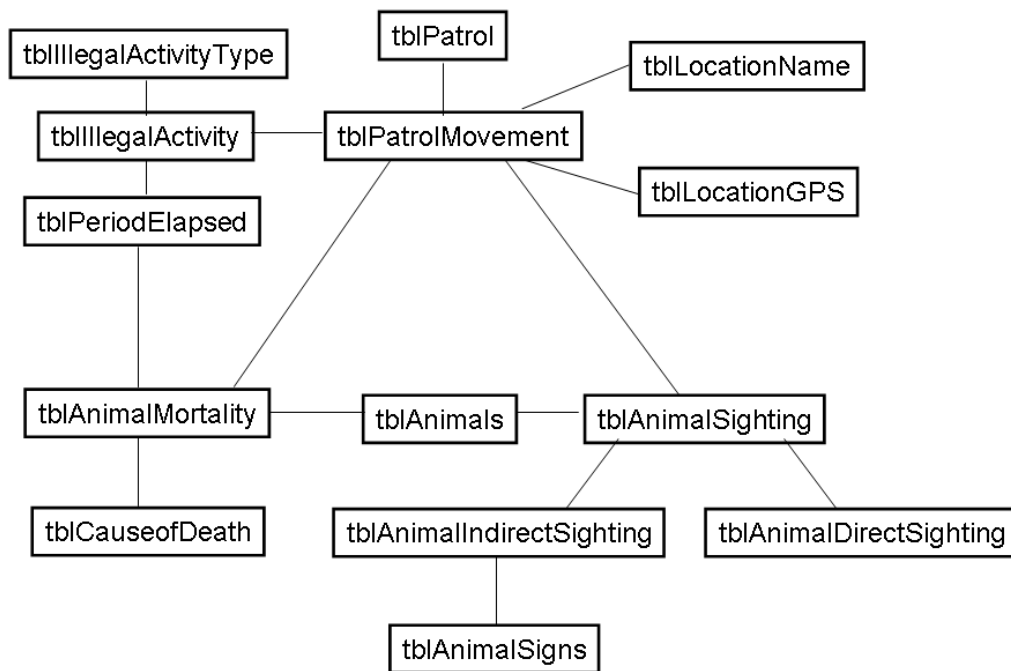 tblPatrol
tblIllegalActivityType
tblLocationName
tblIllegalActivity
tblPatrolMovement
tblLocationGPS
tblPeriodElapsed
tblAnimalMortality
tblAnimals
tblAnimalSighting
tblCauseofDeath
tblAnimalIndirectSighting
tblAnimalDirectSighting
tblAnimalSigns